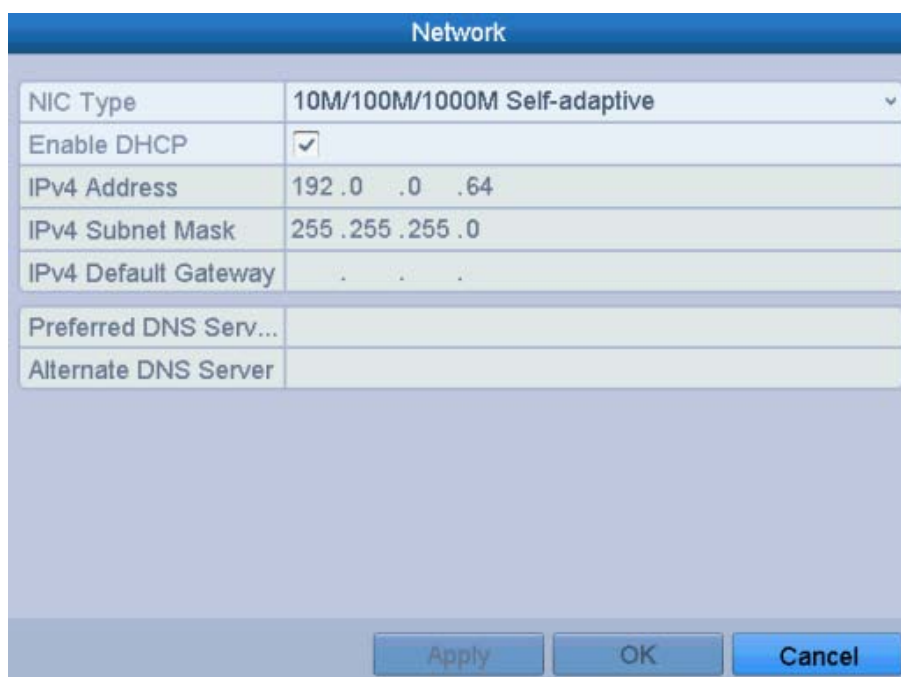 Network
NIC Type 10M/100M/1000M Self-adaptive
Enable DHCP
IPv4 Address 192 .0 .0 .64
IPv4 Subnet Mask 255 .255 .255 .0
IPv4 Default Gateway . . .
Preferred DNS Serv...
Alternate DNS Server
Apply OK Cancel